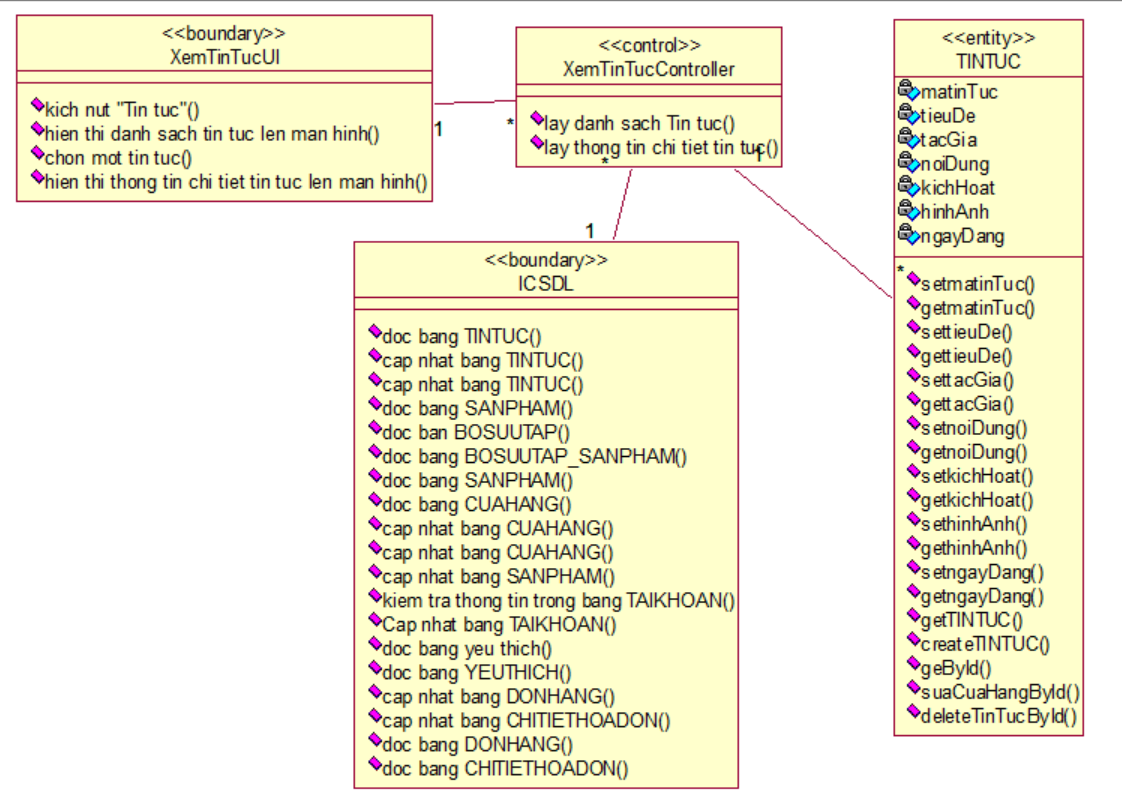 <<boundary>>
XemTinTucUI
kich nut "Tin tuc"()
hien thi danh sach tin tuc len man hinh()
chon mot tin tuc()
hien thi thong tin chi tiet tin tuc len man hinh()
1
*
<<control>>
XemTinTucController
lay danh sach Tin tuc()
lay thong tin chi tiet tin tuc()
*
1
1
<<boundary>>
ICSDL
doc bang TINTUC()
cap nhat bang TINTUC()
cap nhat bang TINTUC()
doc bang SANPHAM()
doc ban BOSUUTAP()
doc bang BOSUUTAP_SANPHAM()
doc bang SANPHAM()
doc bang CUAHANG()
cap nhat bang CUAHANG()
cap nhat bang CUAHANG()
cap nhat bang SANPHAM()
kiem tra thong tin trong bang TAIKHOAN()
Cap nhat bang TAIKHOAN()
doc bang yeu thich()
doc bang YEUTHICH()
cap nhat bang DONHANG()
cap nhat bang CHITIETHOADON()
doc bang DONHANG()
doc bang CHITIETHOADON()
<<entity>>
TINTUC
matinTuc
tieuDe
tacGia
noiDung
kichHoat
hinhAnh
ngayDang
*
setmatinTuc()
getmatinTuc()
settieuDe()
gettieuDe()
settacGia()
gettacGia()
setnoiDung()
getnoiDung()
setkichHoat()
getkichHoat()
sethinhAnh()
gethinhAnh()
setngayDang()
getngayDang()
getTINTUC()
createTINTUC()
geById()
suaCuaHangById()
deleteTinTucById()